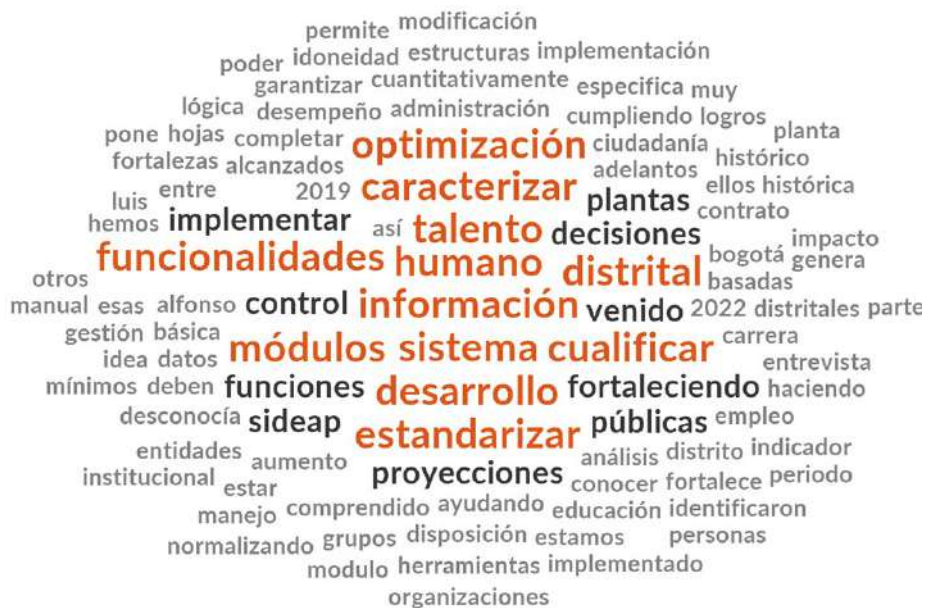 permite modificación
poder idoneidad estructuras implementación
garantizar cuantitativamente especifica muy
lógica desempeño administración cumpliendo logros
pone hojas completar optimización ciudadanía planta
fortalezas alcanzados adelantos histórico
luis entre 2019 caracterizar plantas ellos histórica
hemos implementar así talento decisiones contrato
funcionalidades humano distrital bogotá impacto
otros basadas genera
manual esas alfonso control información venido 2022 distritales parte
gestión básica módulos sistema cualificar carrera
idea datos entrevista
mínimos deben funciones desarrollo fortaleciendo haciendo
desconocía sideap estandarizar públicas empleo
entidades aumento proyecciones análisis distrito indicador
institucional estar conocer fortalece periodo
manejo comprendido ayudando educación identificaron
normalizando grupos disposición estamos personas
modulo herramientas implementado
organizaciones